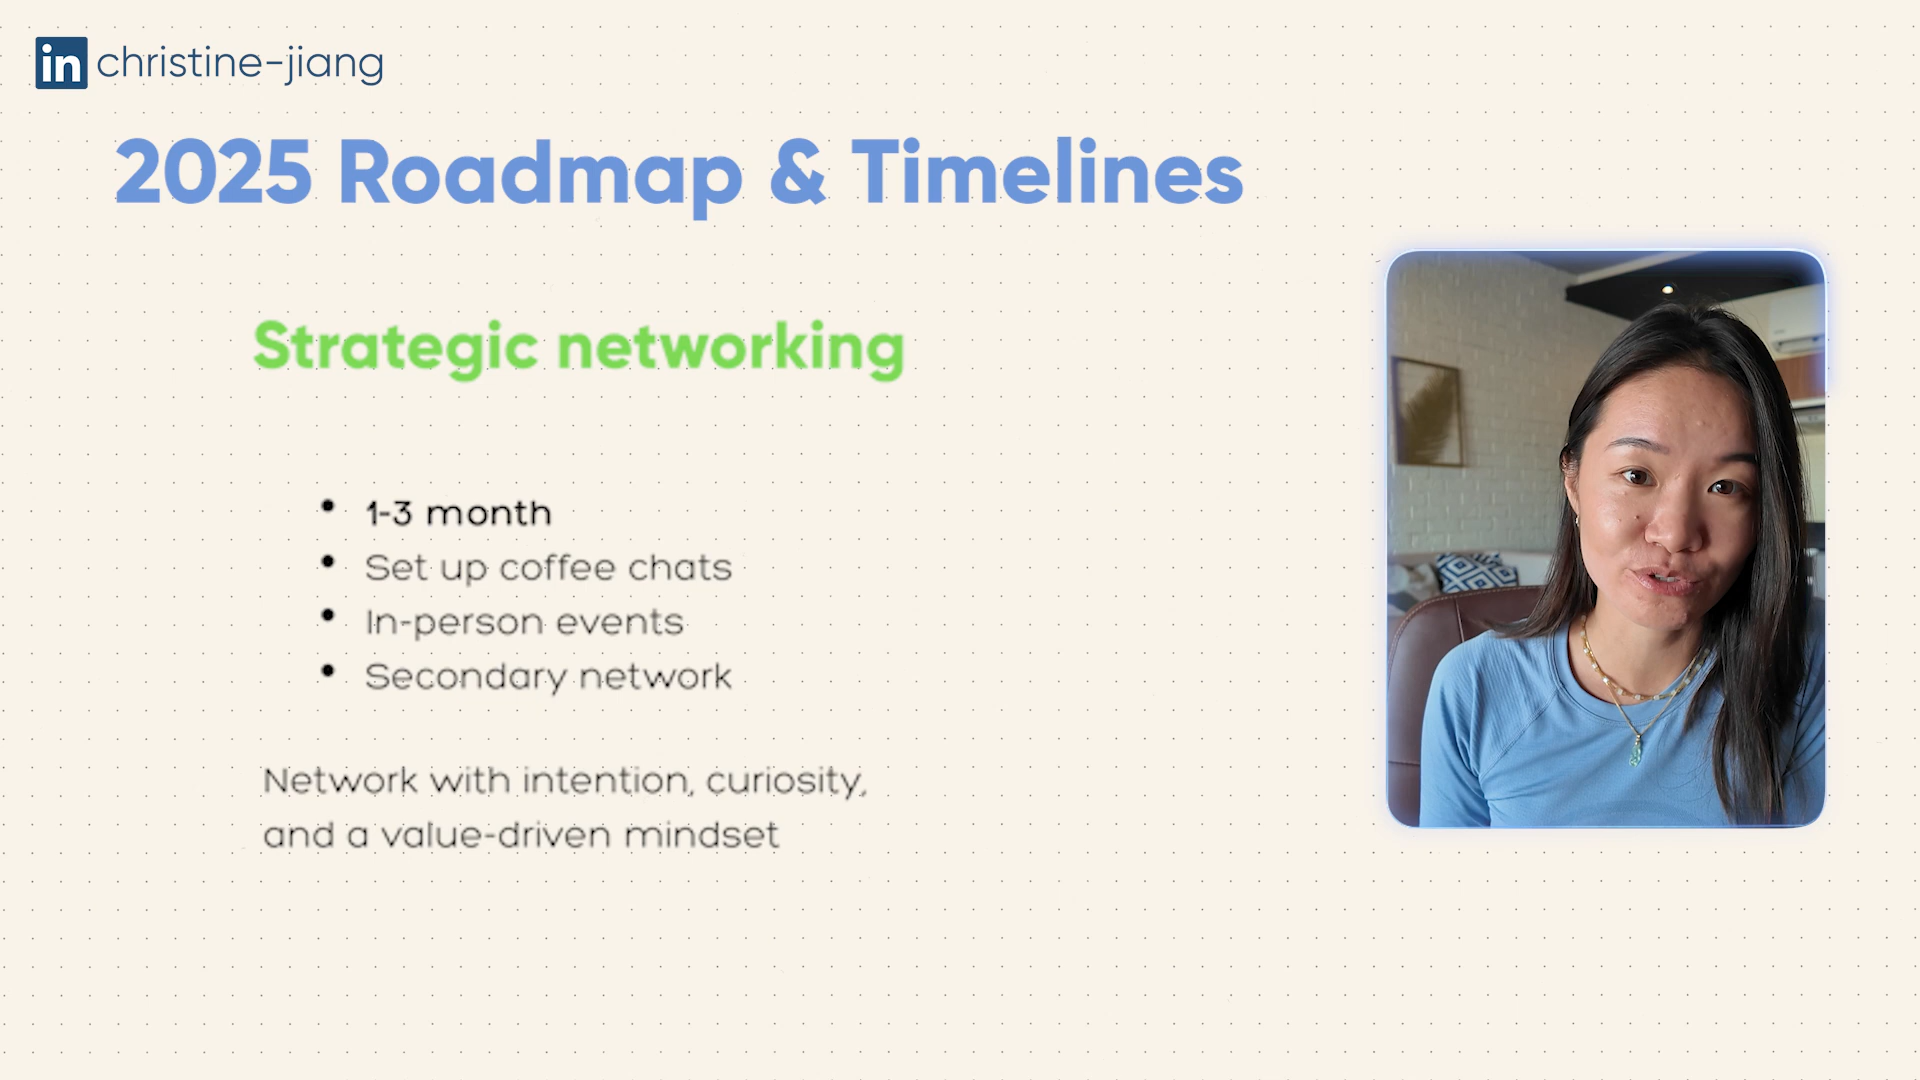 in christine-jiang
2025 Roadmap & Timelines
Strategic networking
• 1-3 month
• Set up coffee chats
• In-person events
• Secondary network
Network with intention, curiosity,
and a value-driven mindset